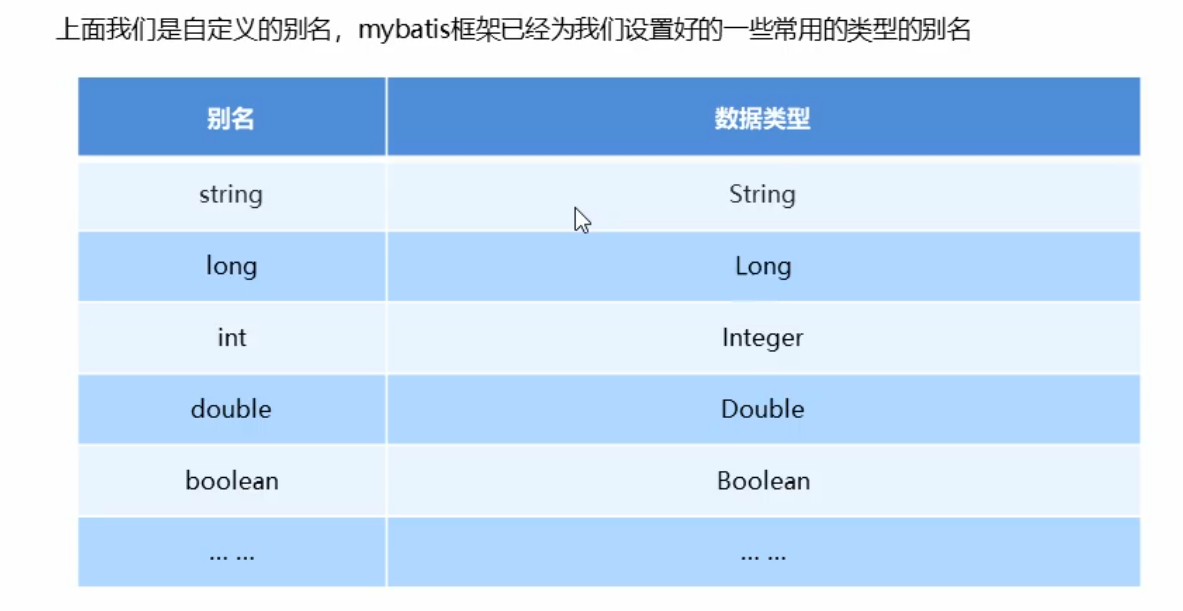 上面我们是自定义的别名，mybatis框架已经为我们设置好的一些常用的类型的别名
别名 数据类型
string String
long Long
int Integer
double Double
boolean Boolean
... ... ... ...